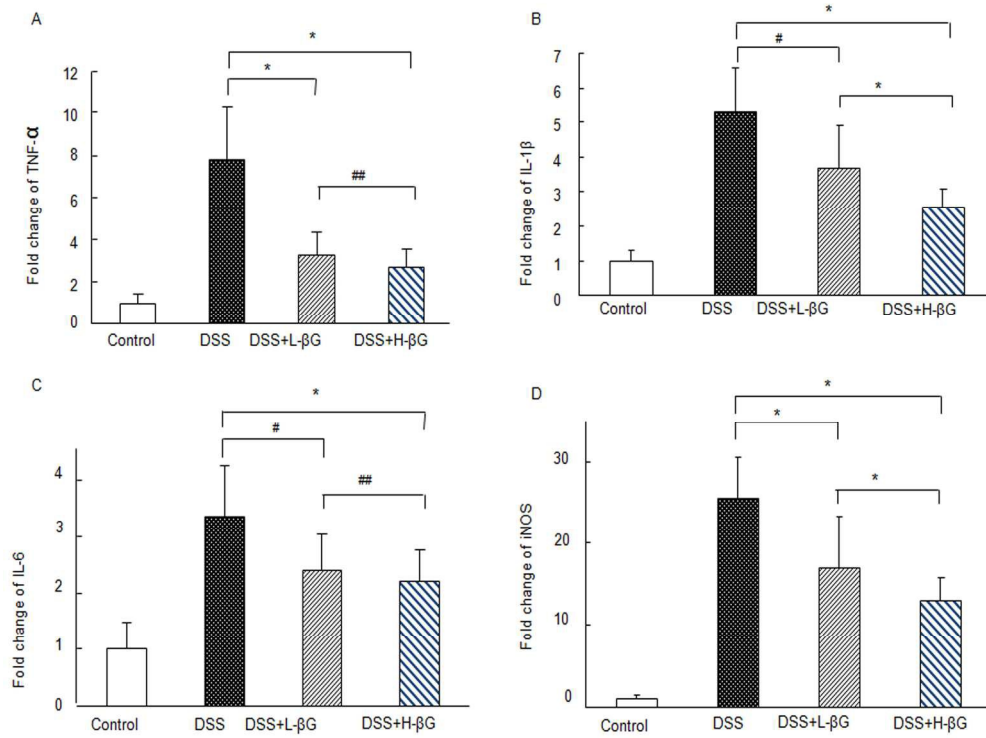 A
*
*
##
12
10
8
6
4
2
0
Fold change of TNF-α
Control
DSS
DSS+L-βG
DSS+H-βG
B
*
#
*
7
6
5
4
3
2
1
0
Fold change of IL-1β
Control
DSS
DSS+L-βG
DSS+H-βG
C
*
#
##
4
3
2
1
0
Fold change of IL-6
Control
DSS
DSS+L-βG
DSS+H-βG
D
*
*
*
30
20
10
0
Fold change of iNOS
Control
DSS
DSS+L-βG
DSS+H-βG